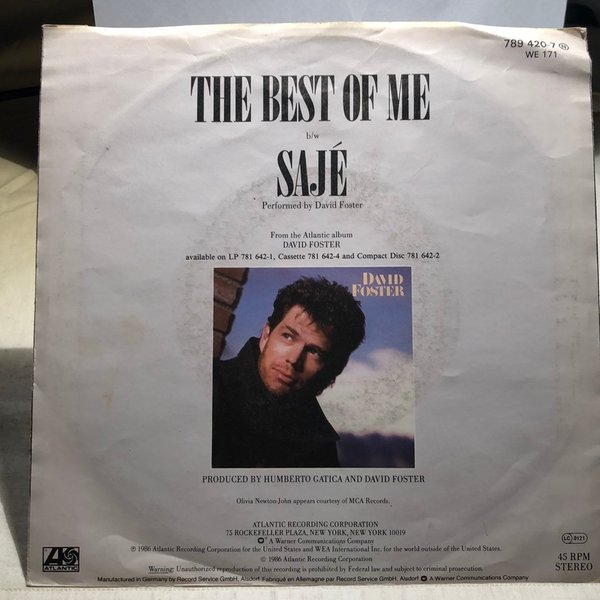 789 420-7 Ⓝ
WE 171
THE BEST OF ME
b/w
SAJÉ
Performed by David Foster
From the Atlantic album
DAVID FOSTER
available on LP 781 642-1, Cassette 781 642-4 and Compact Disc 781 642-2
DAVID
FOSTER
PRODUCED BY HUMBERTO GATICA AND DAVID FOSTER
Olivia Newton-John appears courtesy of MCA Records.
ATLANTIC RECORDING CORPORATION
75 ROCKEFELLER PLAZA, NEW YORK, NEW YORK 10019
A Warner Communications Company
℗ 1986 Atlantic Recording Corporation for the United States and WEA International Inc. for the world outside of the United States.
© 1986 Atlantic Recording Corporation
Warning: Unauthorized reproduction of this recording is prohibited by Federal law and subject to criminal prosecution.
Manufactured in Germany by Record Service GmbH, Alsdorf. Fabriqué en Allemagne par Record Service GmbH, Alsdorf A Warner Communications Company
ATLANTIC
LC 0121
45 RPM
STEREO